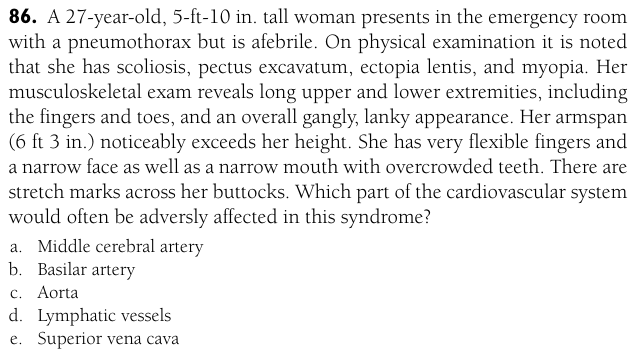 86. A 27-year-old, 5-ft-10 in. tall woman presents in the emergency room
with a pneumothorax but is afebrile. On physical examination it is noted
that she has scoliosis, pectus excavatum, ectopia lentis, and myopia. Her
musculoskeletal exam reveals long upper and lower extremities, including
the fingers and toes, and an overall gangly, lanky appearance. Her armspan
(6 ft 3 in.) noticeably exceeds her height. She has very flexible fingers and
a narrow face as well as a narrow mouth with overcrowded teeth. There are
stretch marks across her buttocks. Which part of the cardiovascular system
would often be adversly affected in this syndrome?
a. Middle cerebral artery
b. Basilar artery
c. Aorta
d. Lymphatic vessels
e. Superior vena cava